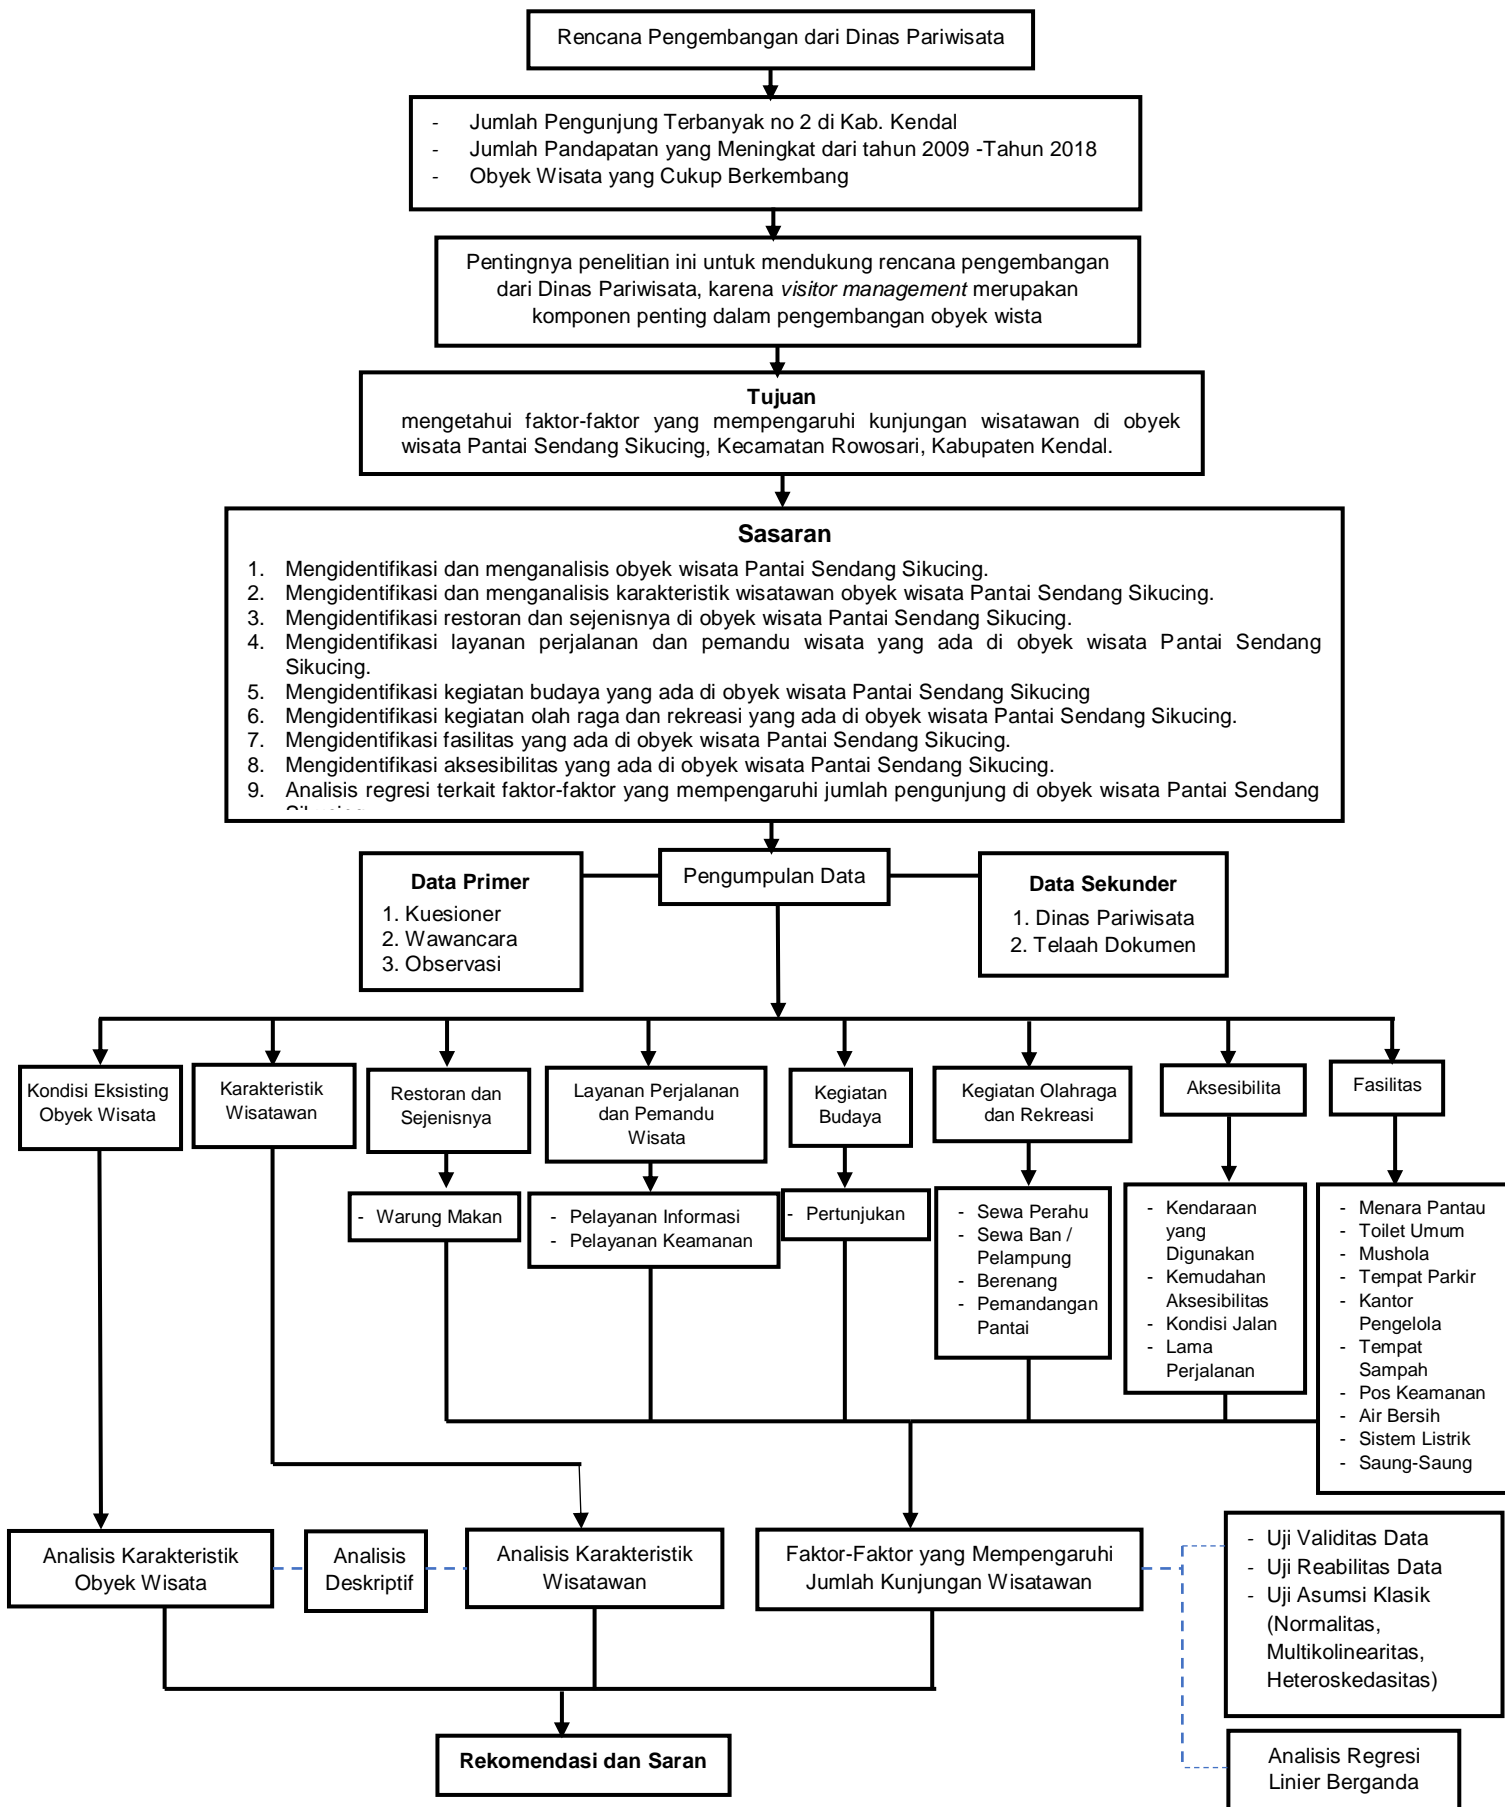 Rencana Pengembangan dari Dinas Pariwisata
- Jumlah Pengunjung Terbanyak no 2 di Kab. Kendal
- Jumlah Pandapatan yang Meningkat dari tahun 2009 -Tahun 2018
- Obyek Wisata yang Cukup Berkembang
Pentingnya penelitian ini untuk mendukung rencana pengembangan
dari Dinas Pariwisata, karena visitor management merupakan
komponen penting dalam pengembangan obyek wista
Tujuan
mengetahui faktor-faktor yang mempengaruhi kunjungan wisatawan di obyek
wisata Pantai Sendang Sikucing, Kecamatan Rowosari, Kabupaten Kendal.
Sasaran
1. Mengidentifikasi dan menganalisis obyek wisata Pantai Sendang Sikucing.
2. Mengidentifikasi dan menganalisis karakteristik wisatawan obyek wisata Pantai Sendang Sikucing.
3. Mengidentifikasi restoran dan sejenisnya di obyek wisata Pantai Sendang Sikucing.
4. Mengidentifikasi layanan perjalanan dan pemandu wisata yang ada di obyek wisata Pantai Sendang
Sikucing.
5. Mengidentifikasi kegiatan budaya yang ada di obyek wisata Pantai Sendang Sikucing
6. Mengidentifikasi kegiatan olah raga dan rekreasi yang ada di obyek wisata Pantai Sendang Sikucing.
7. Mengidentifikasi fasilitas yang ada di obyek wisata Pantai Sendang Sikucing.
8. Mengidentifikasi aksesibilitas yang ada di obyek wisata Pantai Sendang Sikucing.
9. Analisis regresi terkait faktor-faktor yang mempengaruhi jumlah pengunjung di obyek wisata Pantai Sendang
Pengumpulan Data
Data Primer
1. Kuesioner
2. Wawancara
3. Observasi
Data Sekunder
1. Dinas Pariwisata
2. Telaah Dokumen
Kondisi Eksisting
Obyek Wisata
Karakteristik
Wisatawan
Restoran dan
Sejenisnya
Layanan Perjalanan
dan Pemandu
Wisata
Kegiatan
Budaya
Kegiatan Olahraga
dan Rekreasi
Aksesibilita
Fasilitas
- Warung Makan
- Pelayanan Informasi
- Pelayanan Keamanan
- Pertunjukan
- Sewa Perahu
- Sewa Ban /
Pelampung
- Berenang
- Pemandangan
Pantai
- Kendaraan
yang
Digunakan
- Kemudahan
Aksesibilitas
- Kondisi Jalan
- Lama
Perjalanan
- Menara Pantau
- Toilet Umum
- Mushola
- Tempat Parkir
- Kantor
Pengelola
- Tempat
Sampah
- Pos Keamanan
- Air Bersih
- Sistem Listrik
- Saung-Saung
Analisis Karakteristik
Obyek Wisata
Analisis
Deskriptif
Analisis Karakteristik
Wisatawan
Faktor-Faktor yang Mempengaruhi
Jumlah Kunjungan Wisatawan
- Uji Validitas Data
- Uji Reabilitas Data
- Uji Asumsi Klasik
(Normalitas,
Multikolinearitas,
Heteroskedasitas)
Analisis Regresi
Linier Berganda
Rekomendasi dan Saran